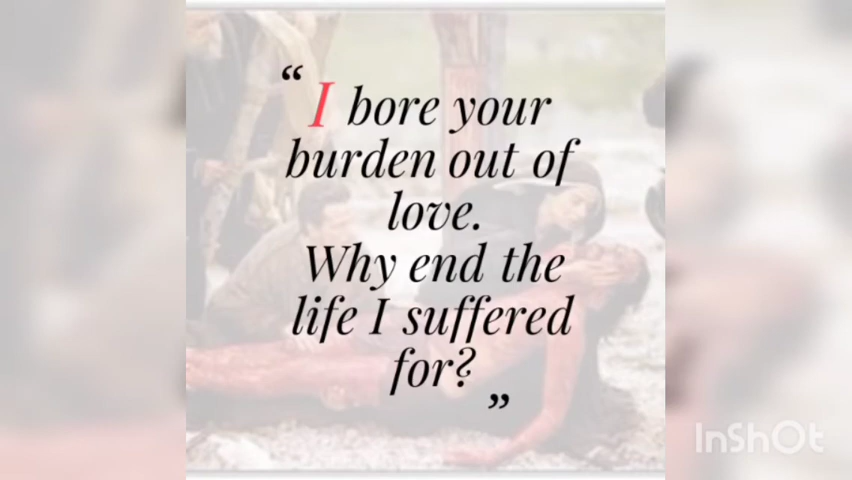 “ I bore your
burden out of
love.
Why end the
life I suffered
for? ”
InShOt